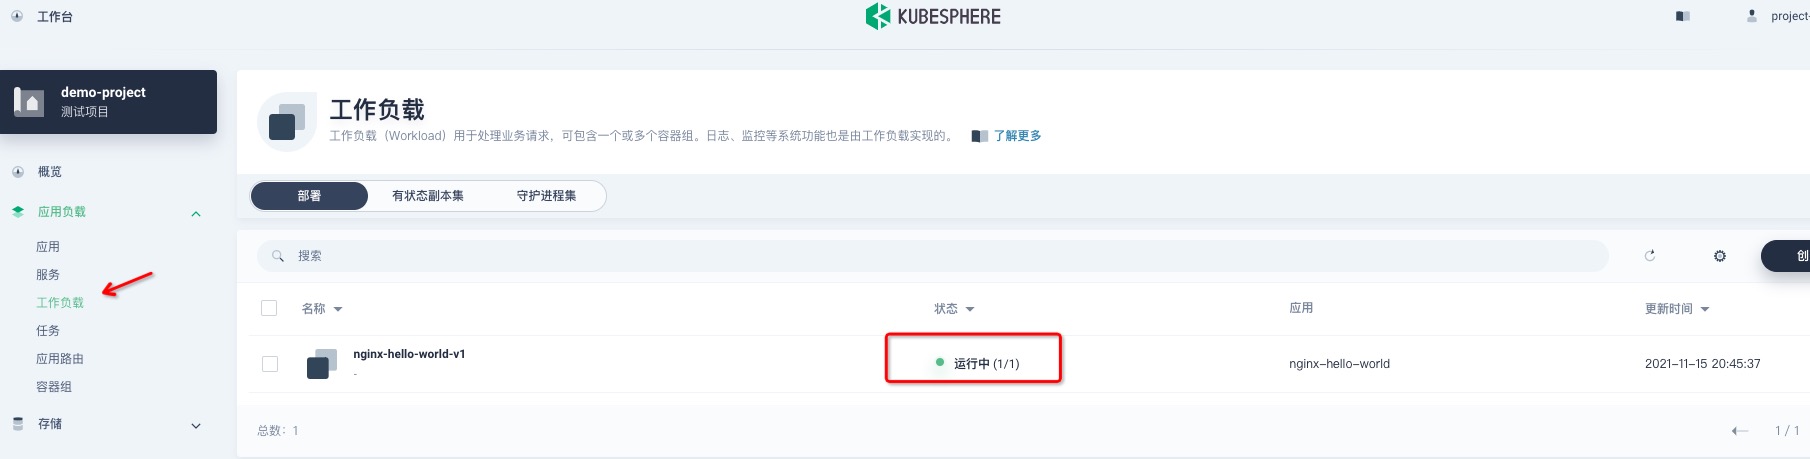 工作台
KUBESPHERE
project-
demo-project
测试项目
概览
应用负载
应用
服务
工作负载
任务
应用路由
容器组
存储
工作负载
工作负载（Workload）用于处理业务请求，可包含一个或多个容器组。日志、监控等系统功能也是由工作负载实现的。 了解更多
部署 有状态副本集 守护进程集
搜索
创
名称 状态 应用 更新时间
nginx-hello-world-v1
-
运行中 (1/1)
nginx-hello-world
2021-11-15 20:45:37
总数：1
1 / 1